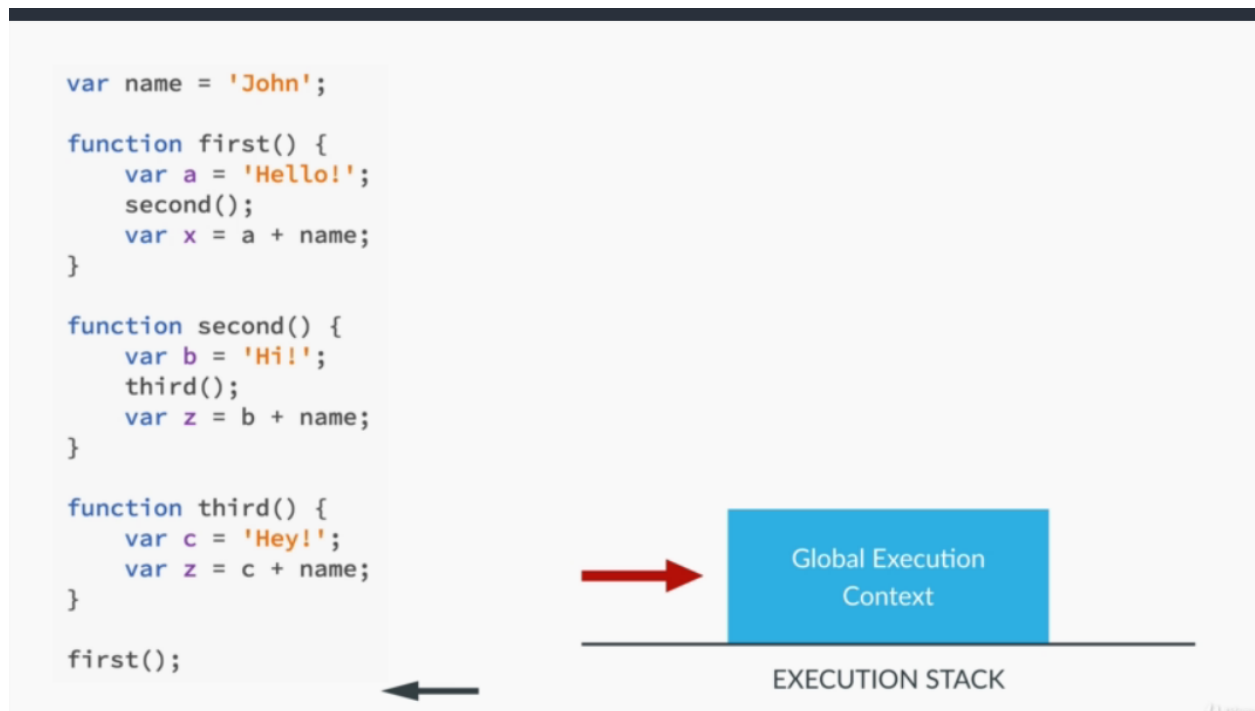 var name = 'John';
function first() {
var a = 'Hello!';
second();
var x = a + name;
}
function second() {
var b = 'Hi!';
third();
var z = b + name;
}
function third() {
var c = 'Hey!';
var z = c + name;
}
first();
Global Execution
Context
EXECUTION STACK